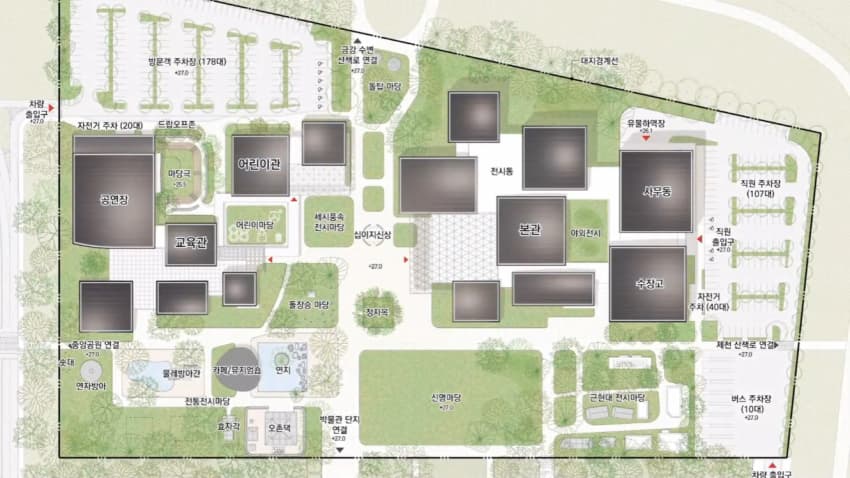 금강 수변
산책로 연결
+27.0
대지경계선
방문객 주차장 (178대)
+27.0
돌탑 마당
차량
출입구
+27.0
자전거 주차 (20대)
드랍오프존
유물하역장
+26.1
공연장
마당극
+25.5
어린이관
전시동
사무동
직원 주차장
(107대)
어린이마당
세시풍속
전시마당
십이지신상
본관
야외전시
직원
출입구
+27.0
교육관
+27.0
수장고
돌장승 마당
정자목
자전거
주차 (40대)
중앙공원 연결
+27.0
솟대
연자방아
물레방아간
카페/뮤지엄숍
연지
제천 산책로 연결
+27.0
전통전시마당
신명마당
+27.0
근현대 전시마당
버스 주차장
(10대)
+27.0
효자각
오촌댁
박물관 단지
연결
+27.0
차량 출입구